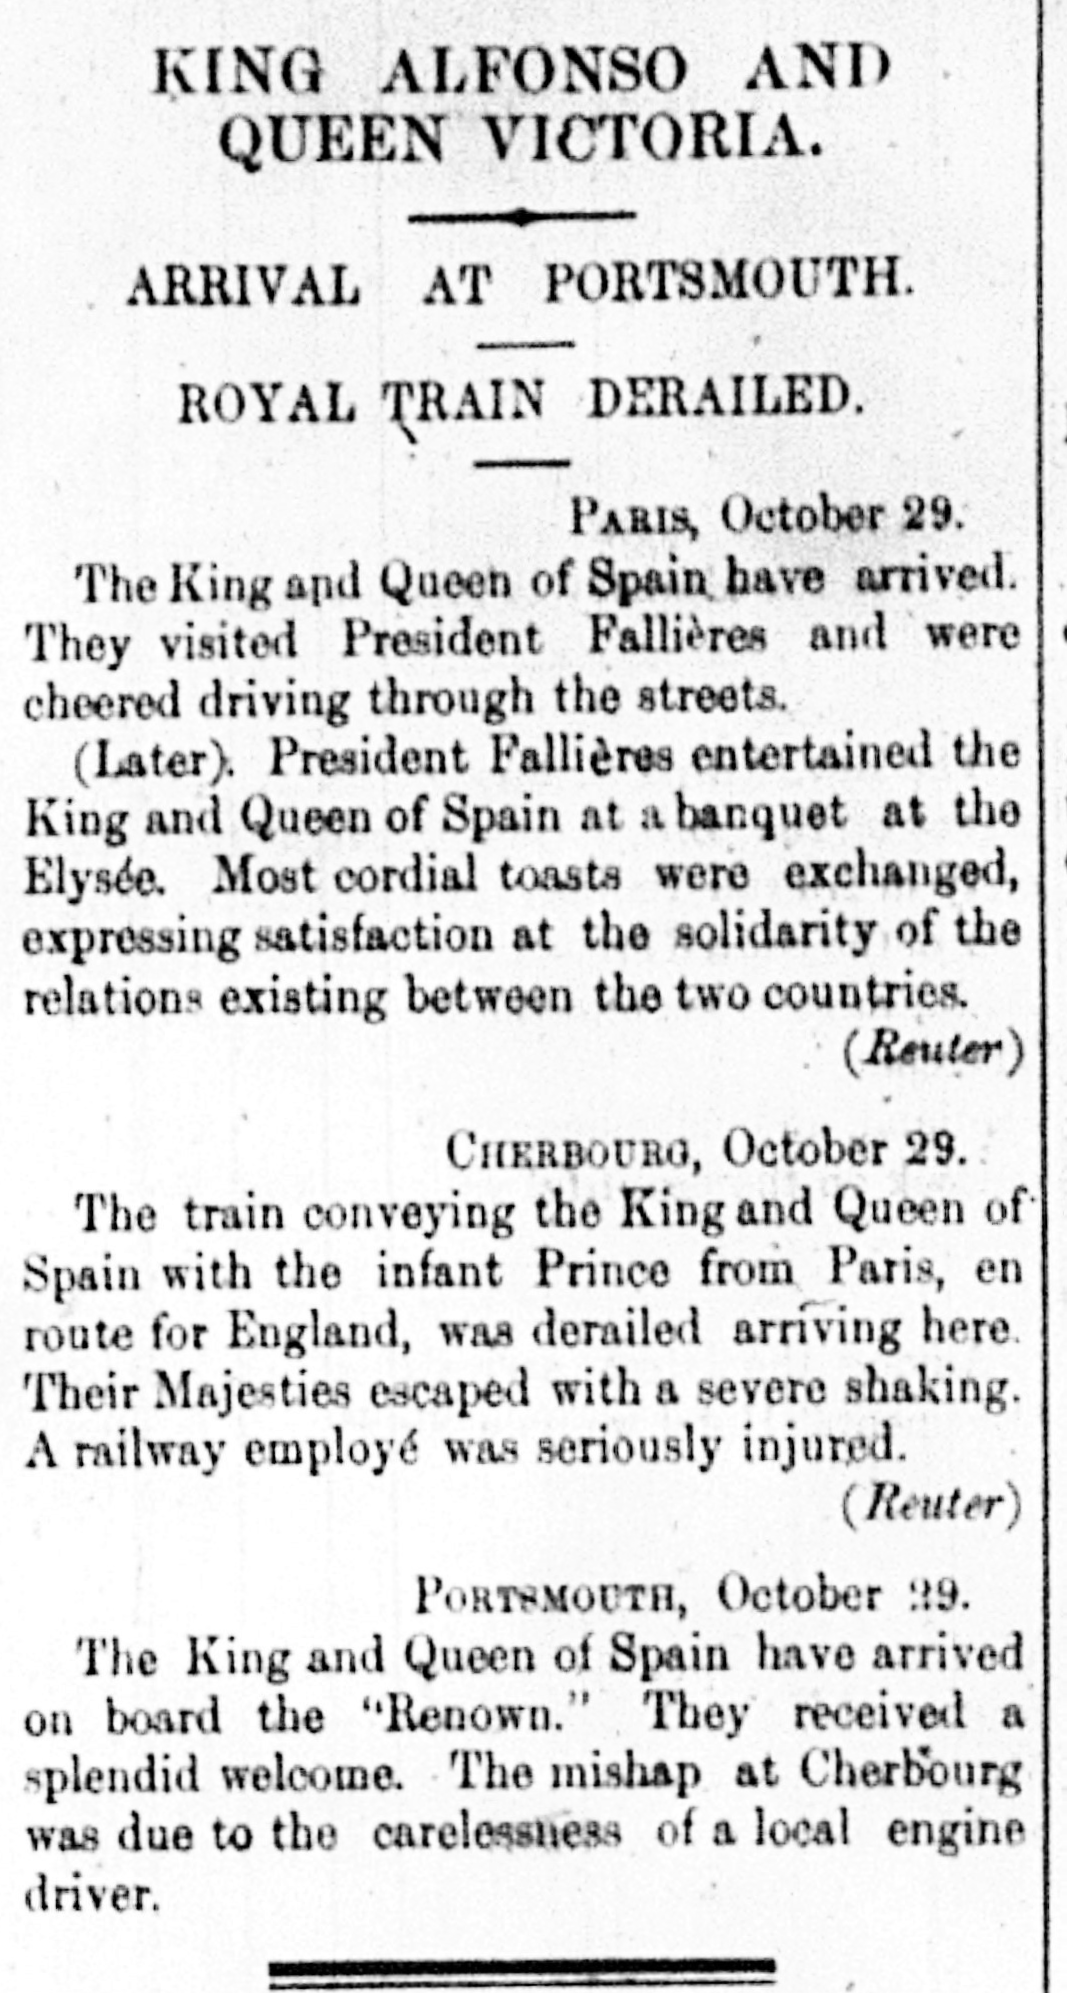 KING ALFONSO AND
QUEEN VICTORIA.
ARRIVAL AT PORTSMOUTH.
ROYAL TRAIN DERAILED.
PARIS, October 29.
The King and Queen of Spain have arrived.
They visited President Fallières and were
cheered driving through the streets.
(Later). President Fallières entertained the
King and Queen of Spain at a banquet at the
Elysée. Most cordial toasts were exchanged,
expressing satisfaction at the solidarity of the
relations existing between the two countries.
(Reuter)
CHERBOURG, October 29.
The train conveying the King and Queen of
Spain with the infant Prince from Paris, en
route for England, was derailed arriving here.
Their Majesties escaped with a severe shaking.
A railway employé was seriously injured.
(Reuter)
PORTSMOUTH, October 29.
The King and Queen of Spain have arrived
on board the "Renown." They received a
splendid welcome. The mishap at Cherbourg
was due to the carelessness of a local engine
driver.